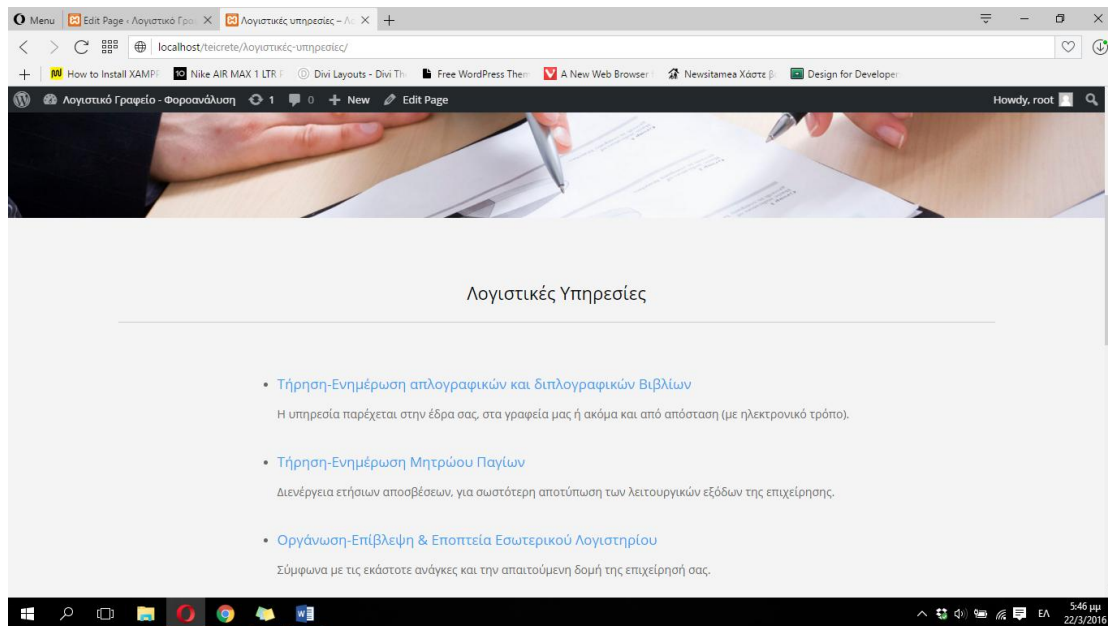 Menu Edit Page ‹ Λογιστικό Γρα Λογιστικές υπηρεσίες – Λο
localhost/teicrete/λογιστικές-υπηρεσίες/
How to Install XAMPP Nike AIR MAX 1 LTR Divi Layouts - Divi The Free WordPress Them A New Web Browser Newsitamea Χάστε βι Design for Developer
Λογιστικό Γραφείο - Φοροανάλυση 1 0 + New Edit Page Howdy, root
Λογιστικές Υπηρεσίες
• Τήρηση-Ενημέρωση απλογραφικών και διπλογραφικών Βιβλίων
Η υπηρεσία παρέχεται στην έδρα σας, στα γραφεία μας ή ακόμα και από απόσταση (με ηλεκτρονικό τρόπο).
• Τήρηση-Ενημέρωση Μητρώου Παγίων
Διενέργεια ετήσιων αποσβέσεων, για σωστότερη αποτύπωση των λειτουργικών εξόδων της επιχείρησης.
• Οργάνωση-Επίβλεψη & Εποπτεία Εσωτερικού Λογιστηρίου
Σύμφωνα με τις εκάστοτε ανάγκες και την απαιτούμενη δομή της επιχείρησή σας.
ΕΛ 5:46 μμ
22/3/2016